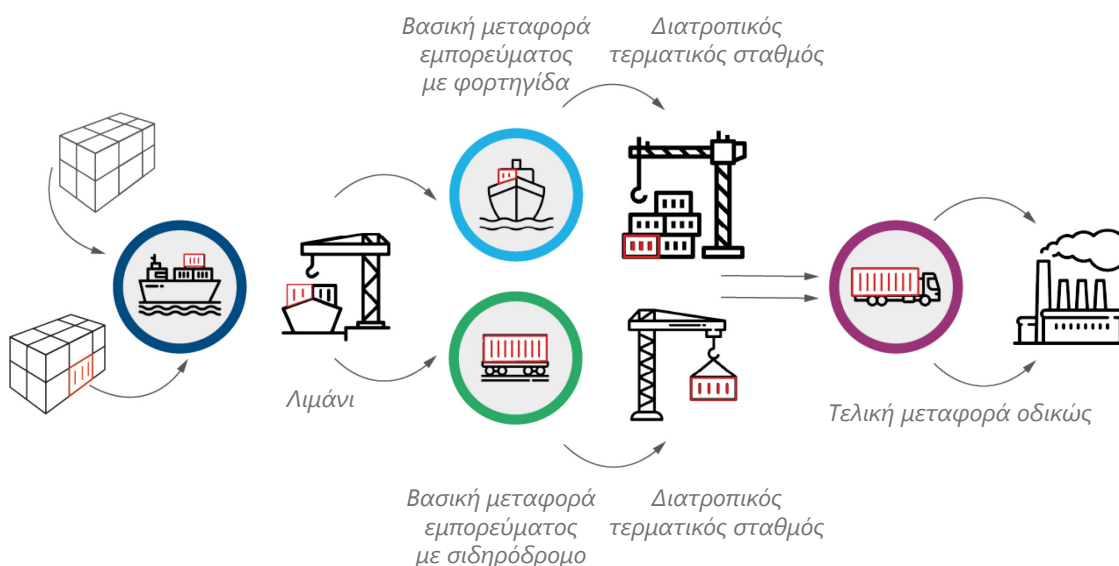 Βασική μεταφορά
εμπορεύματος
με φορτηγίδα
Διατροπικός
τερματικός σταθμός
Λιμάνι
Τελική μεταφορά οδικώς
Βασική μεταφορά
εμπορεύματος
με σιδηρόδρομο
Διατροπικός
τερματικός σταθμός